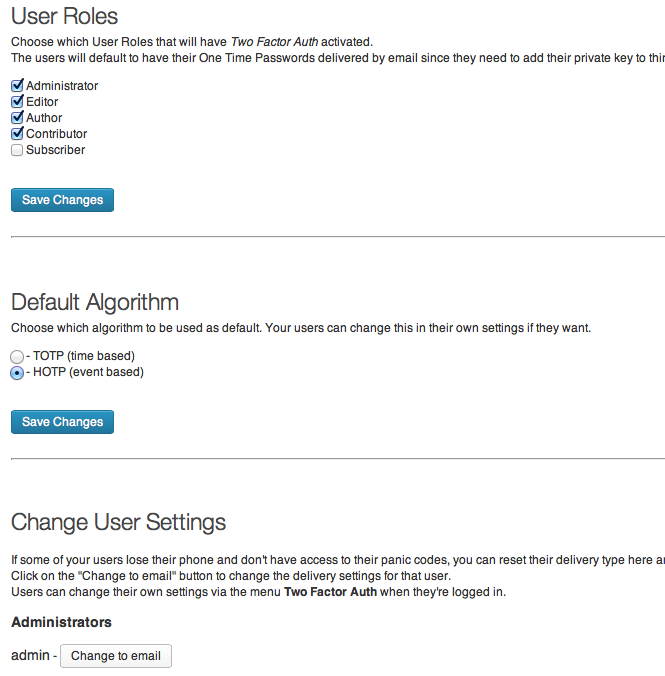 User Roles
Choose which User Roles that will have Two Factor Auth activated.
The users will default to have their One Time Passwords delivered by email since they need to add their private key to
Administrator
Editor
Author
Contributor
Subscriber
Save Changes
Default Algorithm
Choose which algorithm to be used as default. Your users can change this in their own settings if they want.
- TOTP (time based)
- HOTP (event based)
Save Changes
Change User Settings
If some of your users lose their phone and don't have access to their panic codes, you can reset their delivery type here
Click on the "Change to email" button to change the delivery settings for that user.
Users can change their own settings via the menu Two Factor Auth when they're logged in.
Administrators
admin - Change to email